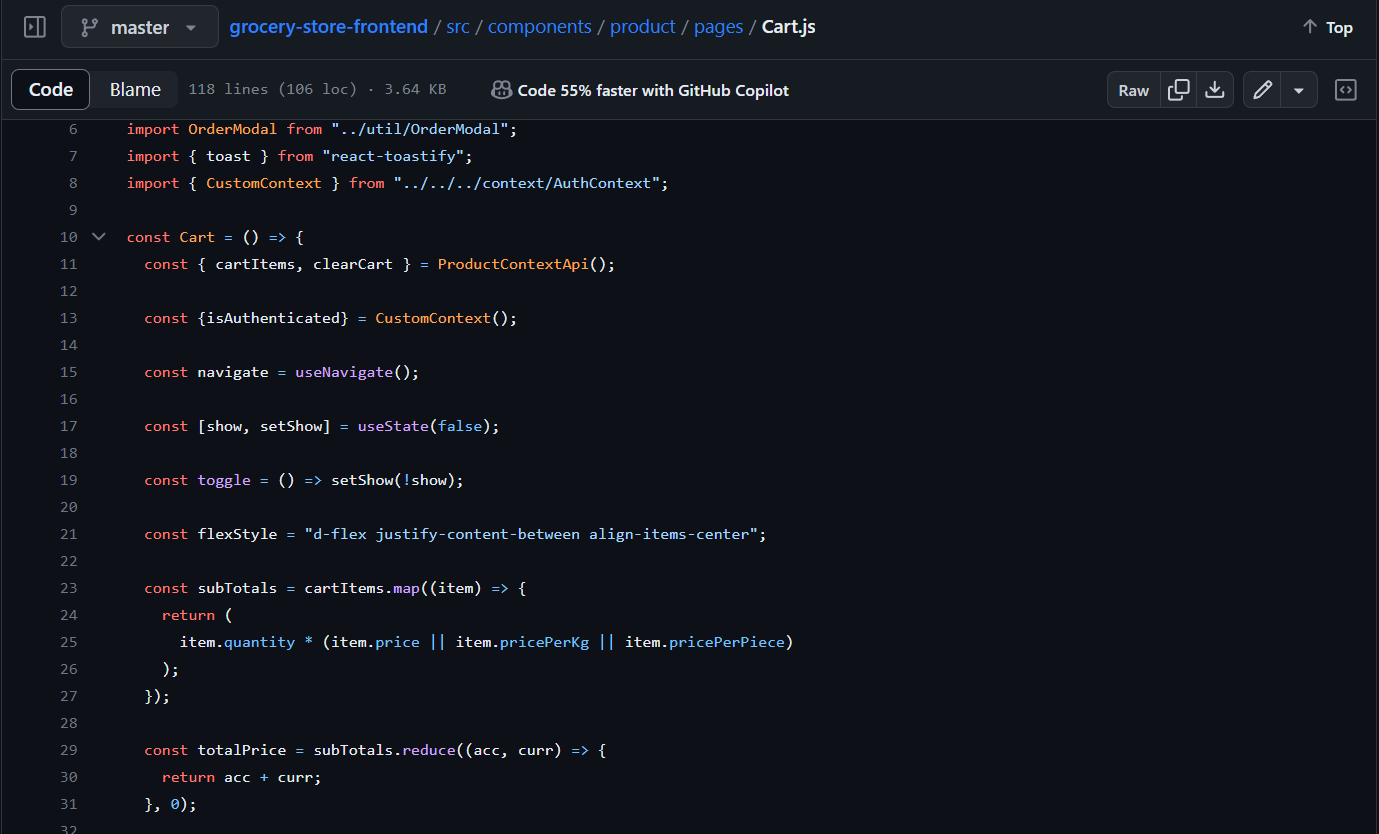 master grocery-store-frontend / src / components / product / pages / Cart.js Top
Code Blame 118 lines (106 loc) · 3.64 KB Code 55% faster with GitHub Copilot Raw
6 import OrderModal from "../util/OrderModal";
7 import { toast } from "react-toastify";
8 import { CustomContext } from "../../../context/AuthContext";
9
10 const Cart = () => {
11 const { cartItems, clearCart } = ProductContextApi();
12
13 const {isAuthenticated} = CustomContext();
14
15 const navigate = useNavigate();
16
17 const [show, setShow] = useState(false);
18
19 const toggle = () => setShow(!show);
20
21 const flexStyle = "d-flex justify-content-between align-items-center";
22
23 const subTotals = cartItems.map((item) => {
24 return (
25 item.quantity * (item.price || item.pricePerKg || item.pricePerPiece)
26 );
27 });
28
29 const totalPrice = subTotals.reduce((acc, curr) => {
30 return acc + curr;
31 }, 0);
32